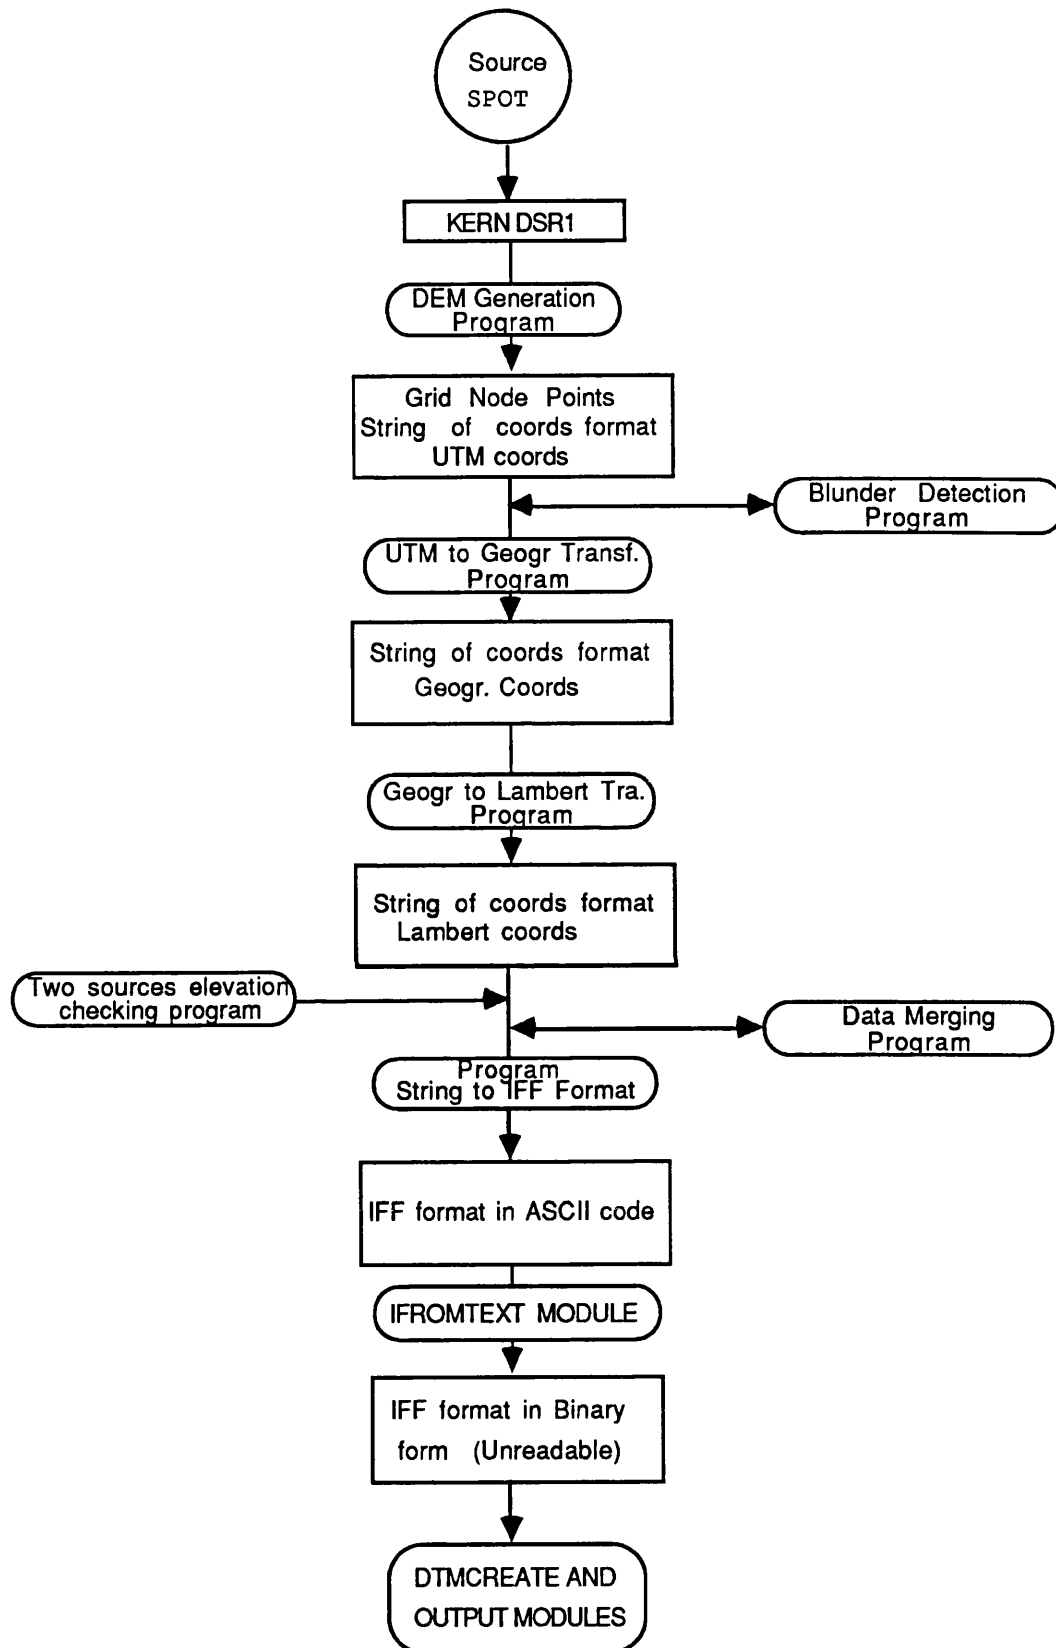 Source
SPOT
KERN DSR1
DEM Generation
Program
Grid Node Points
String of coords format
UTM coords
Blunder Detection
Program
UTM to Geogr Transf.
Program
String of coords format
Geogr. Coords
Geogr to Lambert Tra.
Program
String of coords format
Lambert coords
Two sources elevation
checking program
Data Merging
Program
Program
String to IFF Format
IFF format in ASCII code
IFROMTEXT MODULE
IFF format in Binary
form (Unreadable)
DTMCREATE AND
OUTPUT MODULES